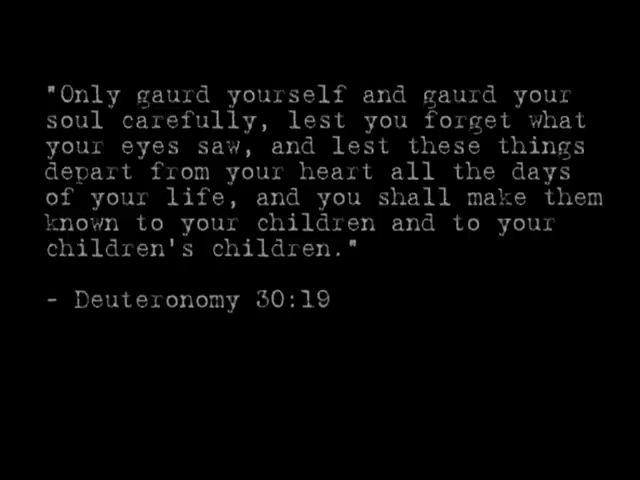 "Only gaurd yourself and gaurd your
soul carefully, lest you forget what
your eyes saw, and lest these things
depart from your heart all the days
of your life, and you shall make them
known to your children and to your
children's children."
- Deuteronomy 30:19